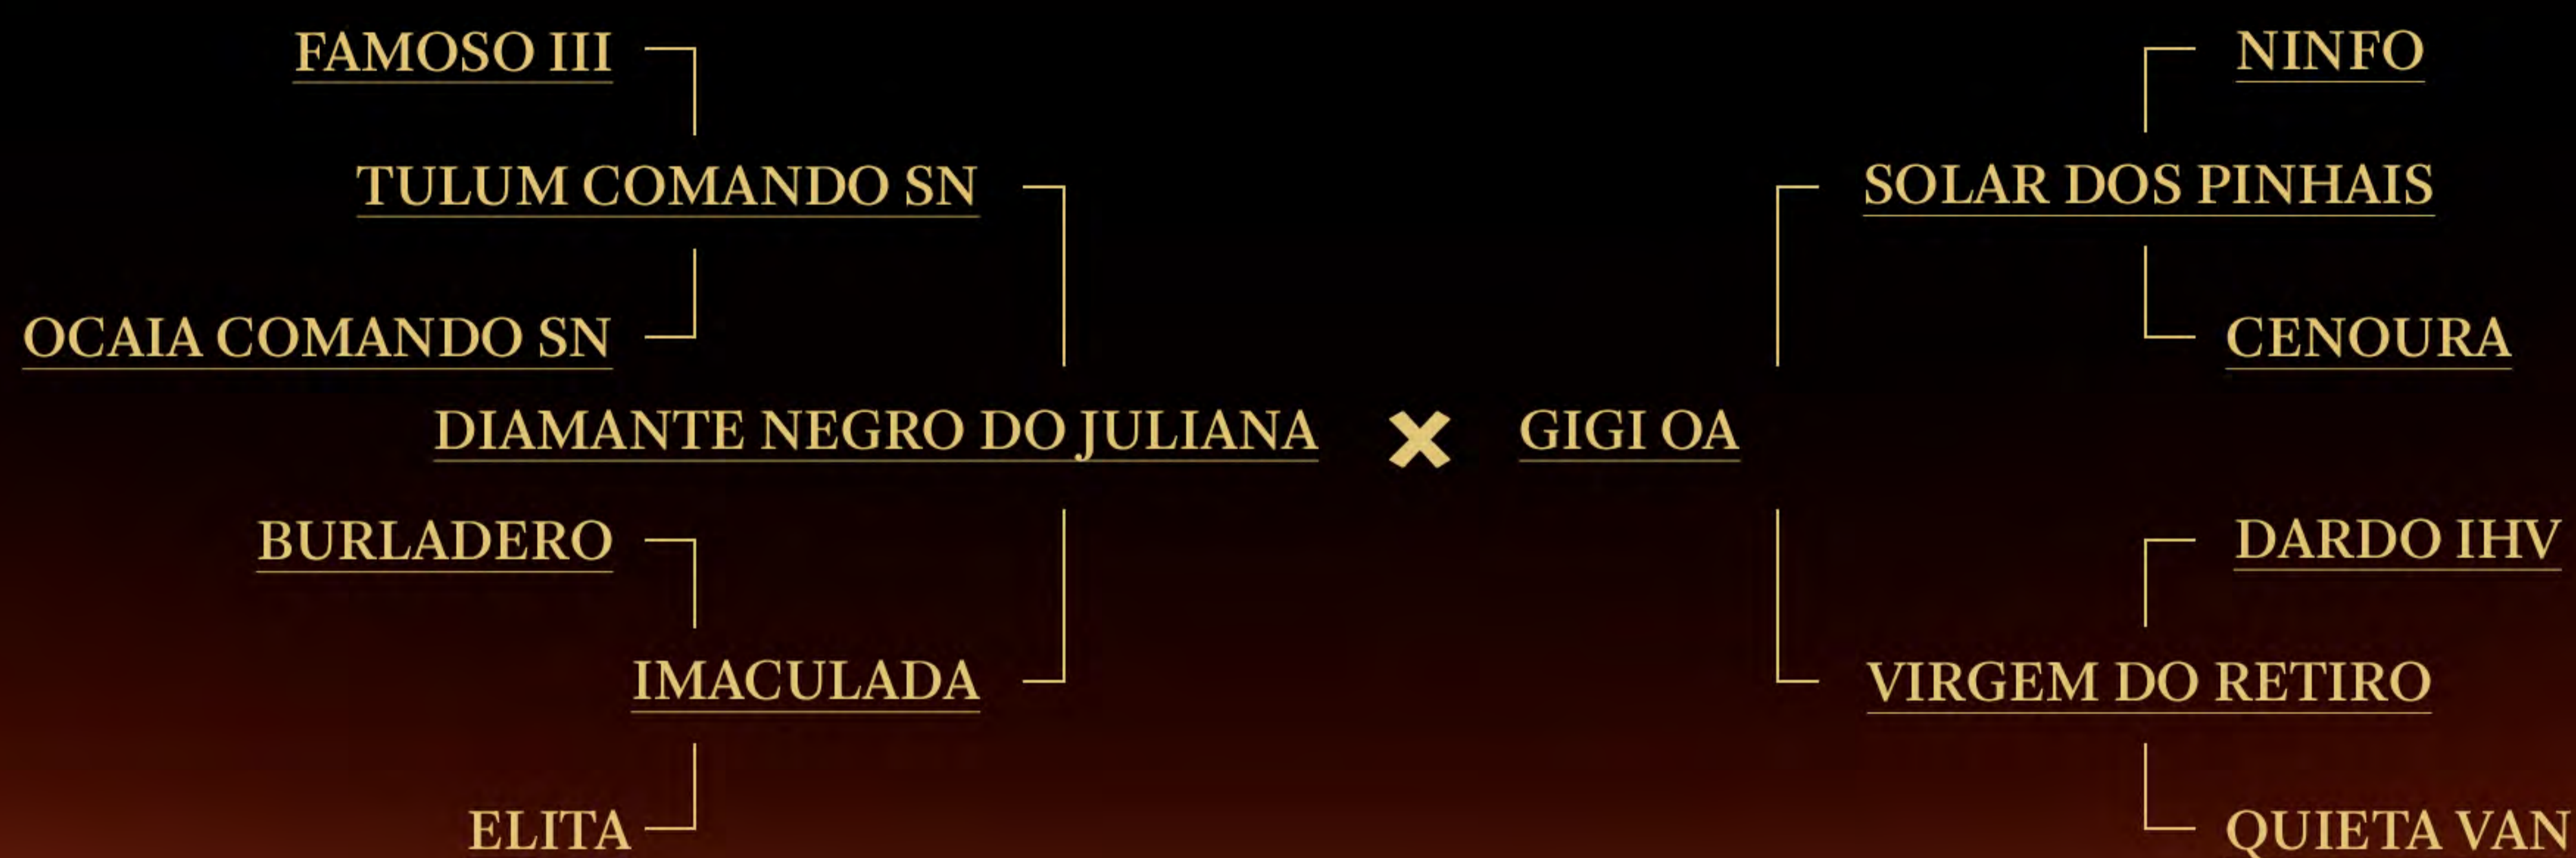 FAMOSO III
NINFO
TULUM COMANDO SN
SOLAR DOS PINHAIS
OCAIA COMANDO SN
CENOURA
DIAMANTE NEGRO DO JULIANA × GIGI OA
BURLADERO
DARDO IHV
IMACULADA
VIRGEM DO RETIRO
ELITA
QUIETA VAN